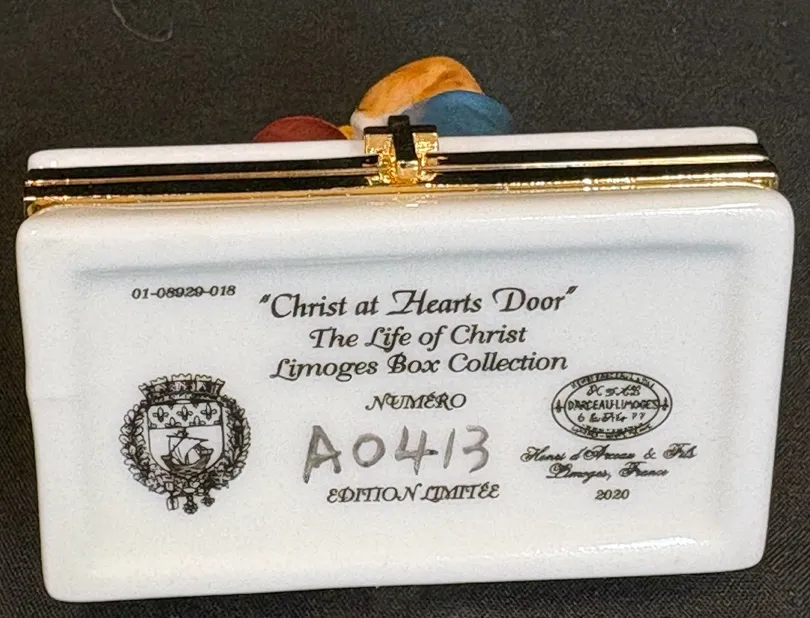 01-08929-018
"Christ at Hearts Door"
The Life of Christ
Limoges Box Collection
NUMÉRO
A0413
EDITION LIMITÉE
D'ARCEAU-LIMOGES
Henri d'Arceau & Fils
Limoges, France
2020